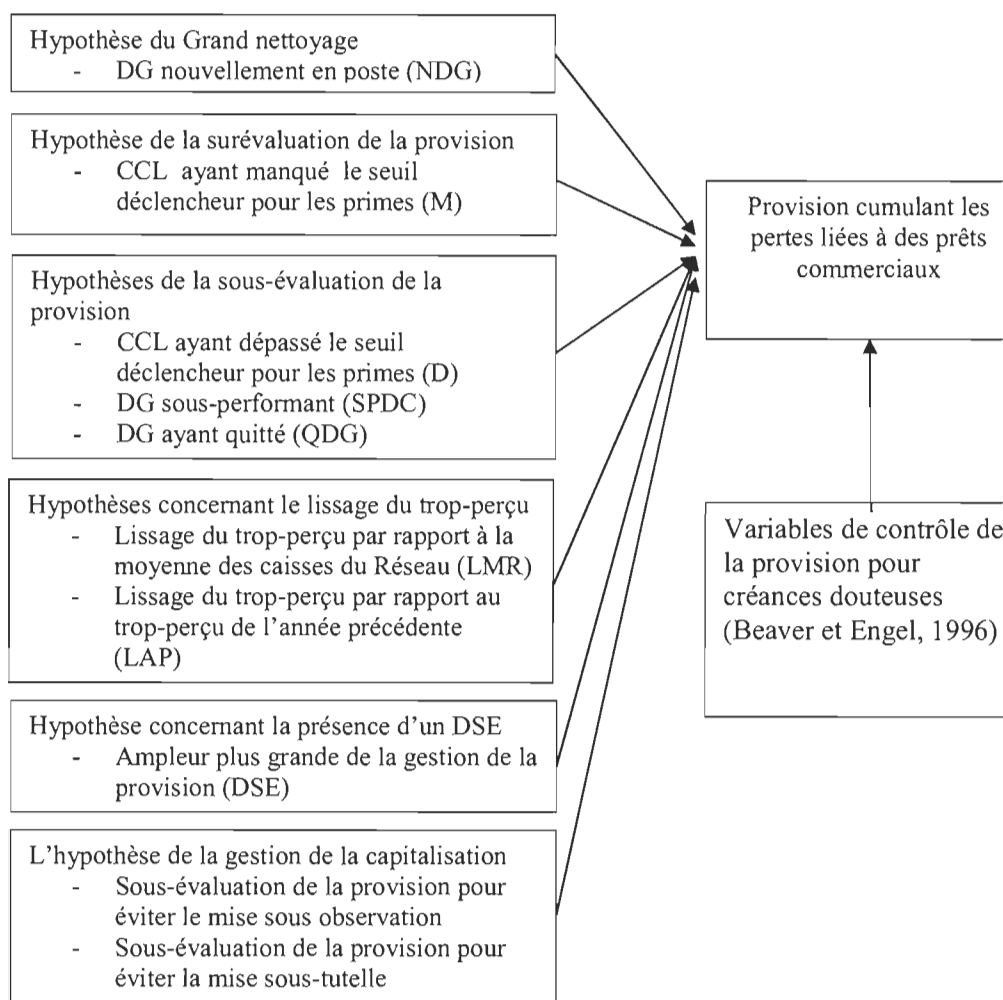 Hypothèse du Grand nettoyage
- DG nouvellement en poste (NDG)
Hypothèse de la surévaluation de la provision
- CCL ayant manqué le seuil
déclencheur pour les primes (M)
Hypothèses de la sous-évaluation de la
provision
- CCL ayant dépassé le seuil
déclencheur pour les primes (D)
- DG sous-performant (SPDC)
- DG ayant quitté (QDG)
Hypothèses concernant le lissage du trop-perçu
- Lissage du trop-perçu par rapport à la
moyenne des caisses du Réseau (LMR)
- Lissage du trop-perçu par rapport au
trop-perçu de l'année précédente
(LAP)
Hypothèse concernant la présence d'un DSE
- Ampleur plus grande de la gestion de la
provision (DSE)
L'hypothèse de la gestion de la capitalisation
- Sous-évaluation de la provision pour
éviter le mise sous observation
- Sous-évaluation de la provision pour
éviter la mise sous-tutelle
Provision cumulant les
pertes liées à des prêts
commerciaux
Variables de contrôle de
la provision pour
créances douteuses
(Beaver et Engel, 1996)